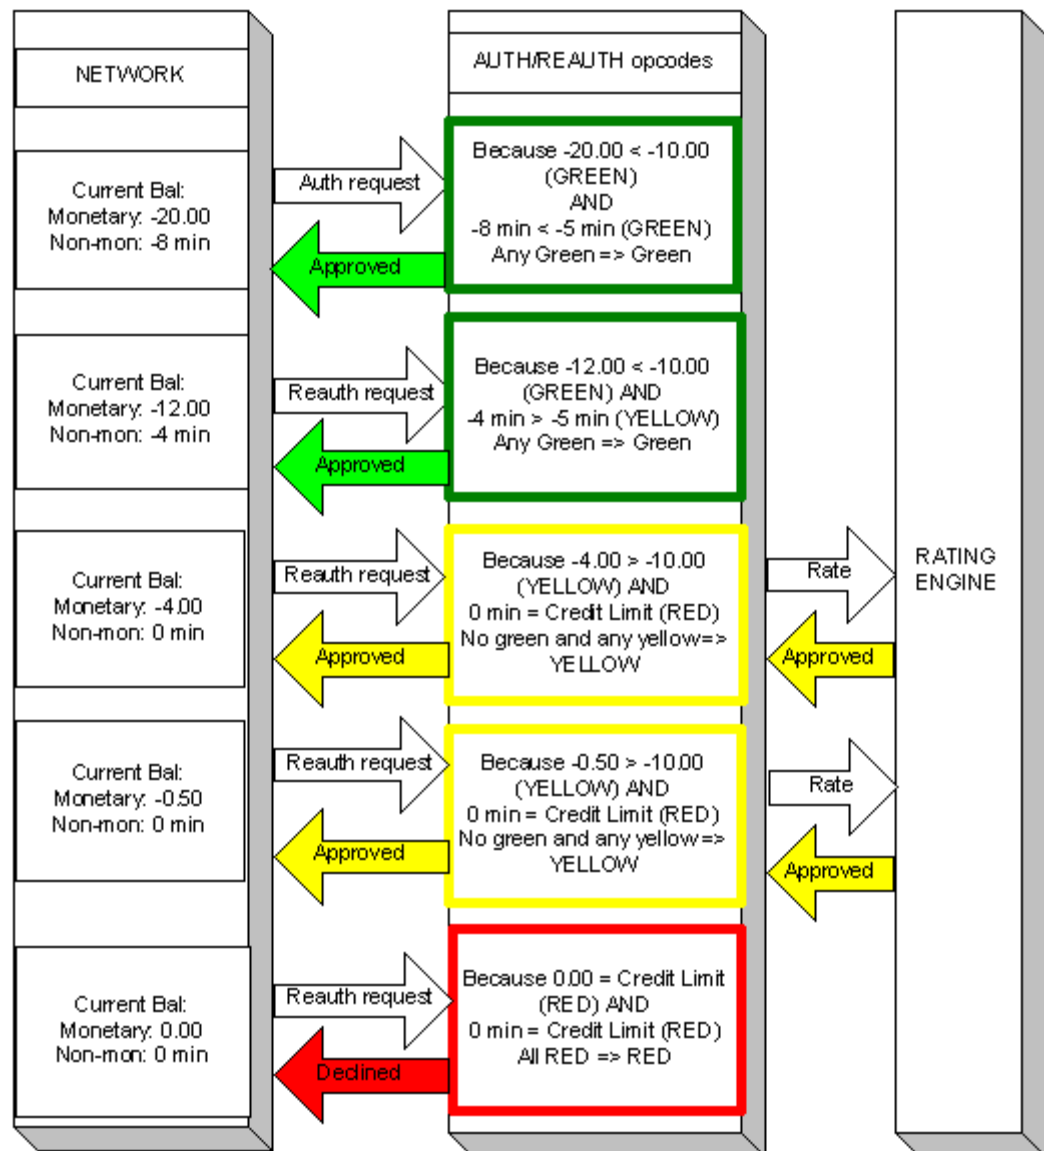 NETWORK
AUTH/REAUTH opcodes
Current Bal:
Monetary: -20.00
Non-mon: -8 min
Auth request
Approved
Because -20.00 < -10.00
(GREEN)
AND
-8 min < -5 min (GREEN)
Any Green => Green
Current Bal:
Monetary: -12.00
Non-mon: -4 min
Reauth request
Approved
Because -12.00 < -10.00
(GREEN) AND
-4 min > -5 min (YELLOW)
Any Green => Green
Current Bal:
Monetary: -4.00
Non-mon: 0 min
Reauth request
Approved
Because -4.00 > -10.00
(YELLOW) AND
0 min = Credit Limit (RED)
No green and any yellow=>
YELLOW
Rate
Approved
RATING
ENGINE
Current Bal:
Monetary: -0.50
Non-mon: 0 min
Reauth request
Approved
Because -0.50 > -10.00
(YELLOW) AND
0 min = Credit Limit (RED)
No green and any yellow=>
YELLOW
Rate
Approved
Current Bal:
Monetary: 0.00
Non-mon: 0 min
Reauth request
Declined
Because 0.00 = Credit Limit
(RED) AND
0 min = Credit Limit (RED)
All RED => RED